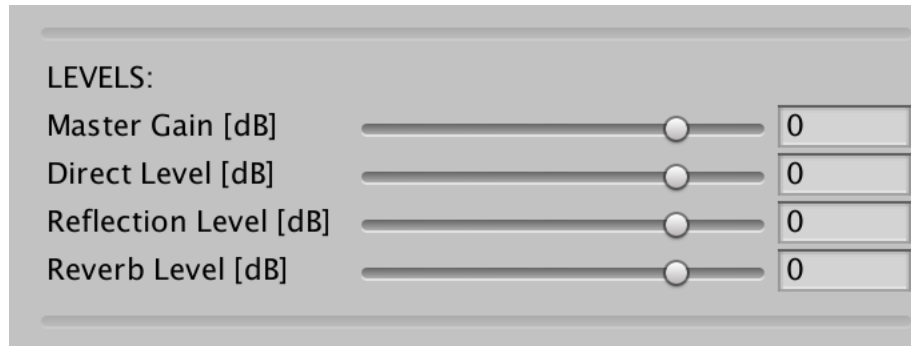 LEVELS:
Master Gain [dB] 0
Direct Level [dB] 0
Reflection Level [dB] 0
Reverb Level [dB] 0